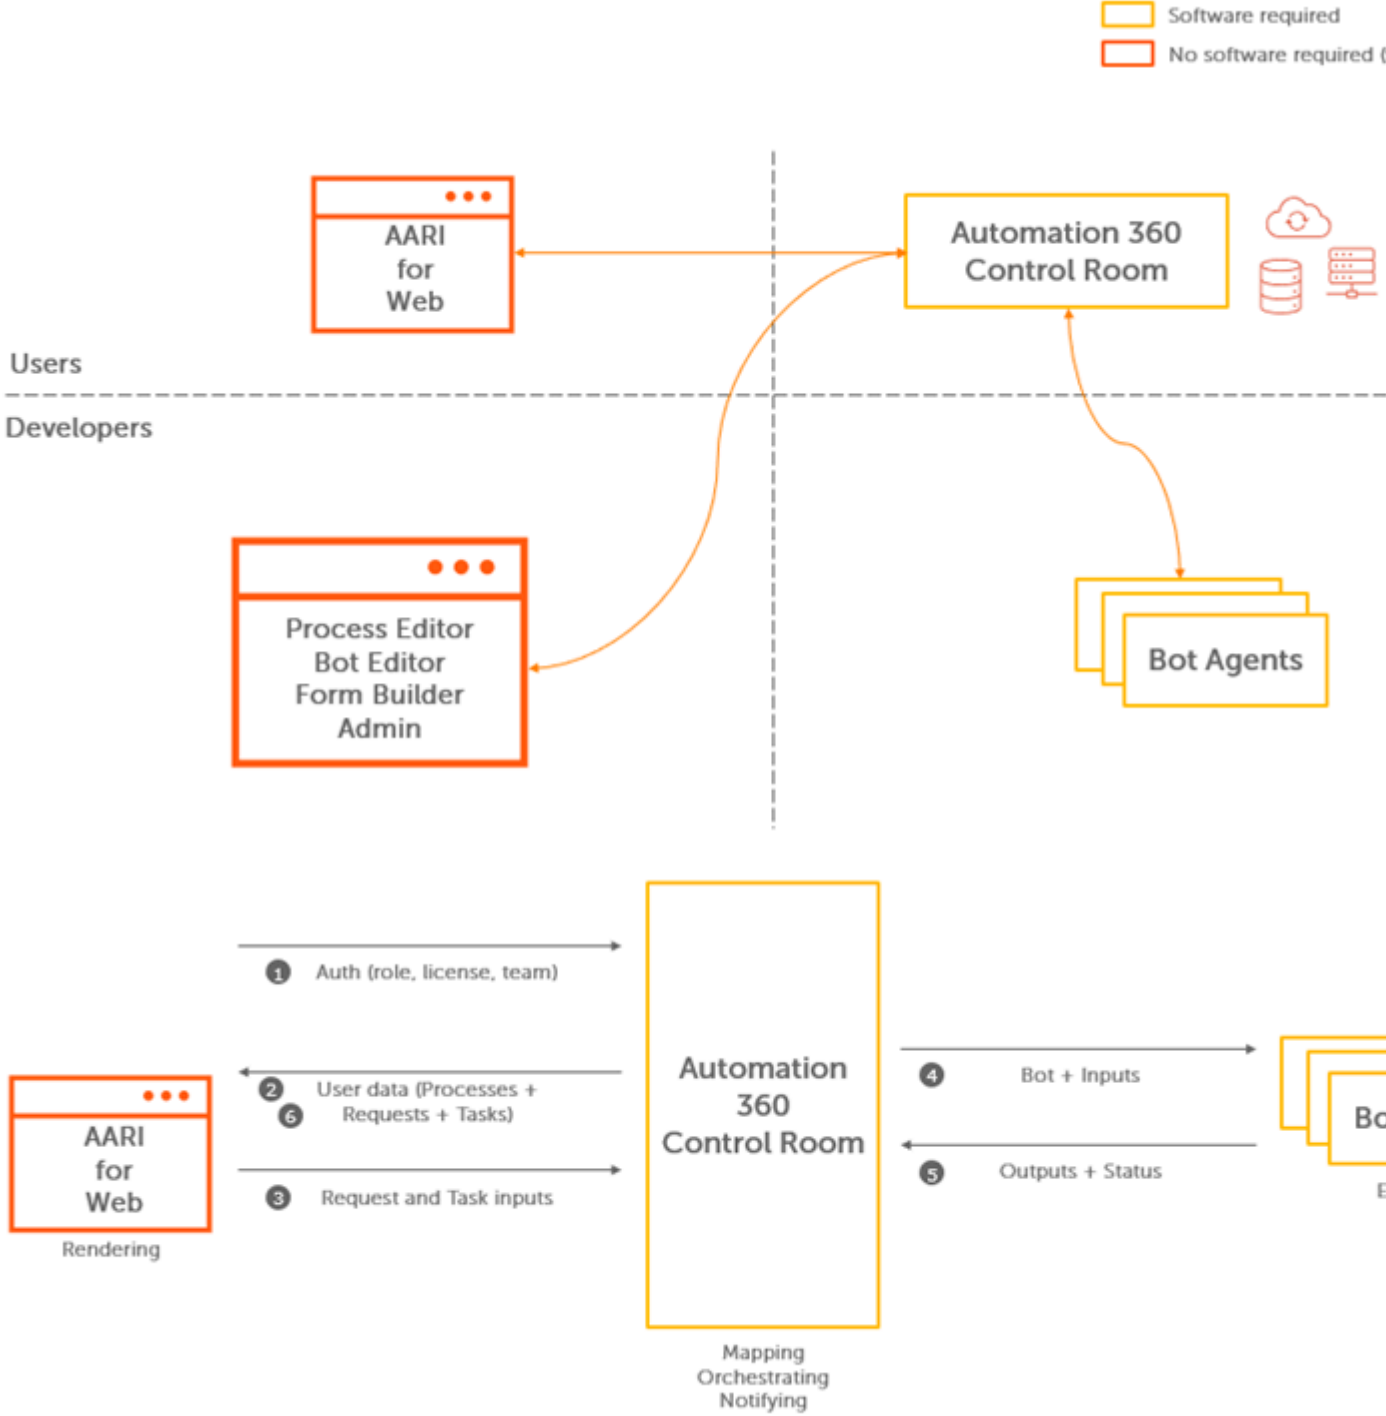 Software required
No software required (
AARI
for
Web
Automation 360
Control Room
Users
Developers
Process Editor
Bot Editor
Form Builder
Admin
Bot Agents
1 Auth (role, license, team)
2 User data (Processes +
6 Requests + Tasks)
3 Request and Task inputs
AARI
for
Web
Rendering
Automation
360
Control Room
Mapping
Orchestrating
Notifying
4 Bot + Inputs
5 Outputs + Status
Bo
E